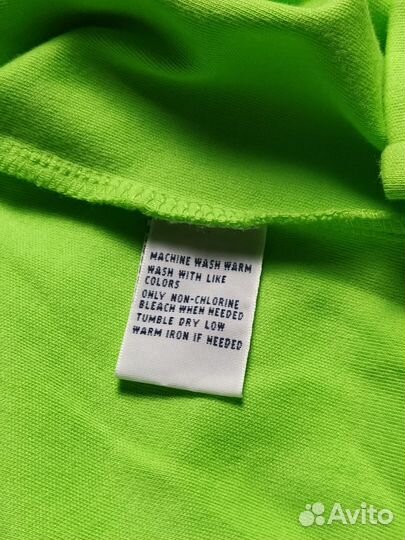 MACHINE WASH WARM
WASH WITH LIKE
COLORS
ONLY NON-CHLORINE
BLEACH WHEN NEEDED
TUMBLE DRY LOW
WARM IRON IF NEEDED
Avito